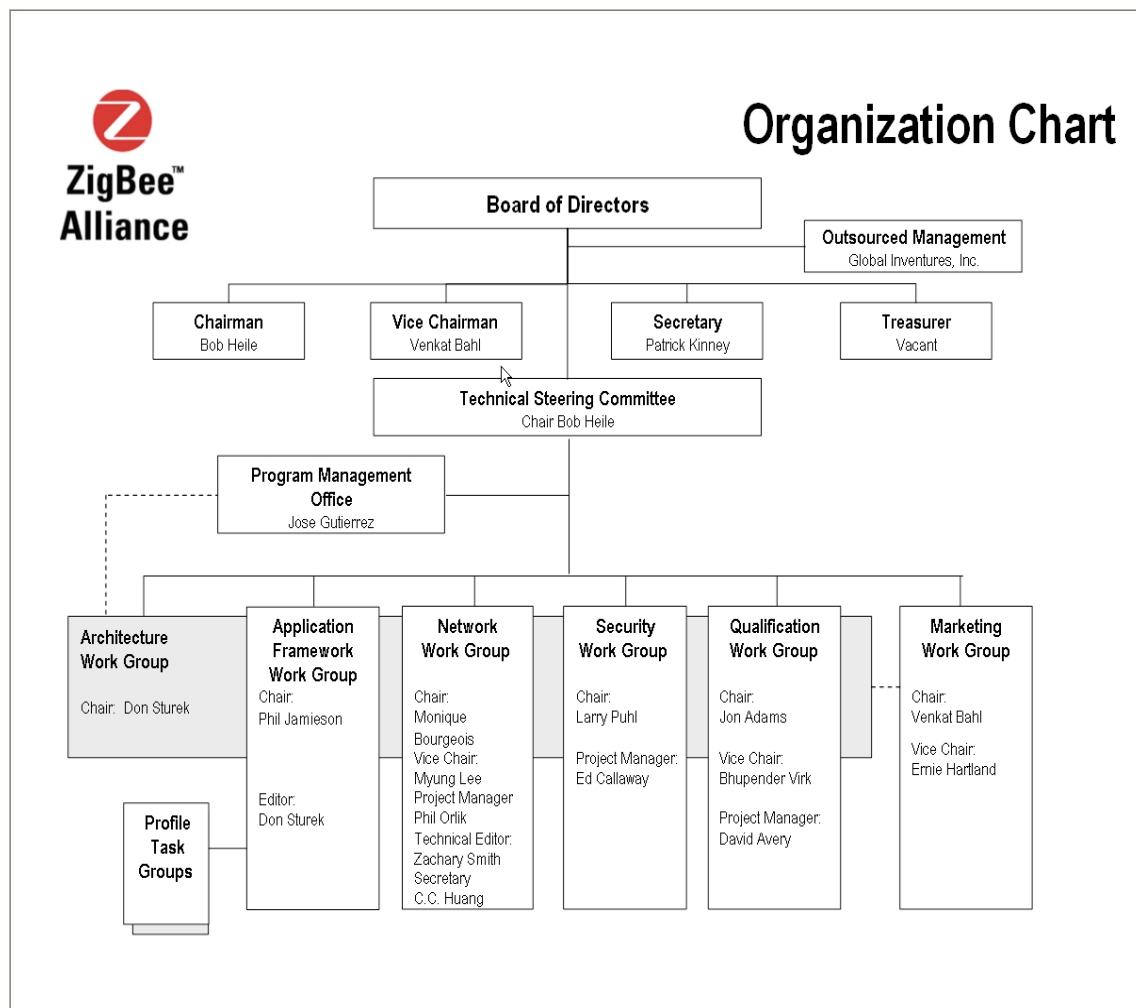 Organization Chart
ZigBee™
Alliance
Board of Directors
Outsourced Management
Global Inventures, Inc.
Chairman
Bob Heile
Vice Chairman
Venkat Bahl
Secretary
Patrick Kinney
Treasurer
Vacant
Technical Steering Committee
Chair Bob Heile
Program Management
Office
Jose Gutierrez
Architecture
Work Group
Chair: Don Sturek
Application
Framework
Work Group
Chair:
Phil Jamieson
Editor:
Don Sturek
Network
Work Group
Chair:
Monique
Bourgeois
Vice Chair:
Myung Lee
Project Manager
Phil Orlik
Technical Editor:
Zachary Smith
Secretary
C.C. Huang
Security
Work Group
Chair:
Larry Puhl
Project Manager:
Ed Callaway
Qualification
Work Group
Chair:
Jon Adams
Vice Chair:
Bhupender Virk
Project Manager:
David Avery
Marketing
Work Group
Chair:
Venkat Bahl
Vice Chair:
Ernie Hartland
Profile
Task
Groups